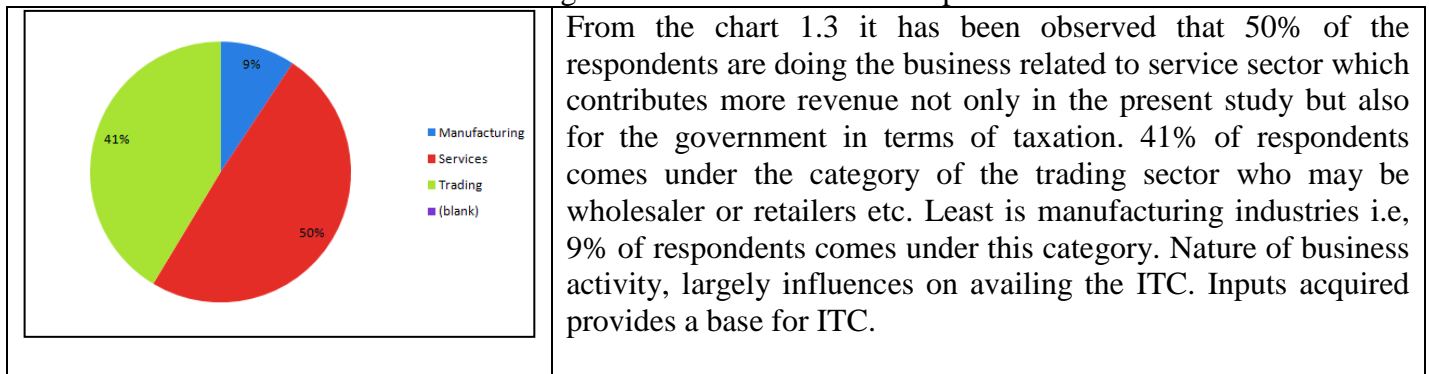 9%
41%
50%
Manufacturing
Services
Trading
(blank)
From the chart 1.3 it has been observed that 50% of the
respondents are doing the business related to service sector which
contributes more revenue not only in the present study but also
for the government in terms of taxation. 41% of respondents
comes under the category of the trading sector who may be
wholesaler or retailers etc. Least is manufacturing industries i.e,
9% of respondents comes under this category. Nature of business
activity, largely influences on availing the ITC. Inputs acquired
provides a base for ITC.